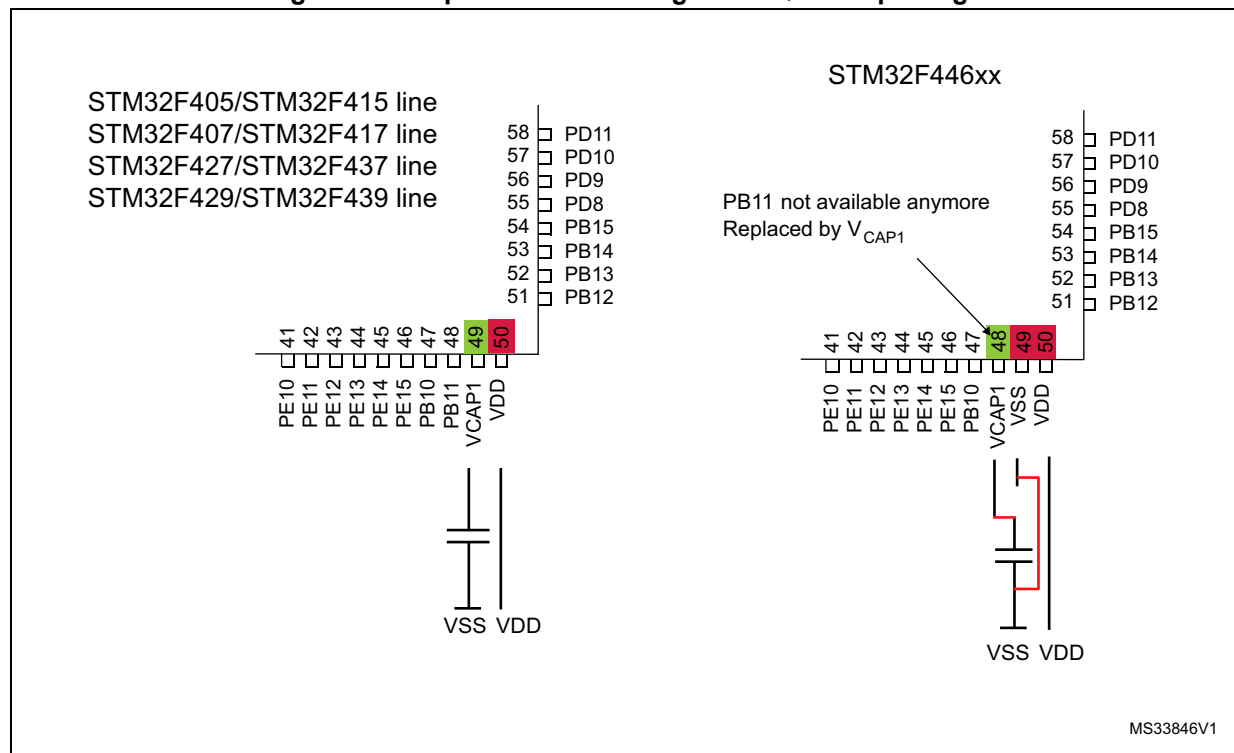 STM32F405/STM32F415 line
STM32F407/STM32F417 line
STM32F427/STM32F437 line
STM32F429/STM32F439 line
58 PD11
57 PD10
56 PD9
55 PD8
54 PB15
53 PB14
52 PB13
51 PB12
41 42 43 44 45 46 47 48 49 50
PE10 PE11 PE12 PE13 PE14 PE15 PB10 PB11 VCAP1 VDD
VSS VDD
STM32F446xx
58 PD11
57 PD10
56 PD9
55 PD8
54 PB15
53 PB14
52 PB13
51 PB12
PB11 not available anymore
Replaced by VCAP1
41 42 43 44 45 46 47 48 49 50
PE10 PE11 PE12 PE13 PE14 PE15 PB10 VCAP1 VSS VDD
VSS VDD
MS33846V1